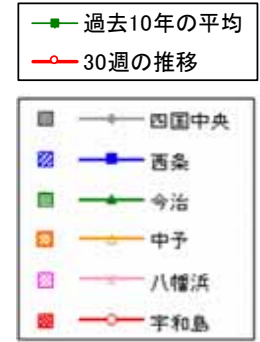 過去10年の平均
30週の推移
四国中央
西条
今治
中予
八幡浜
宇和島